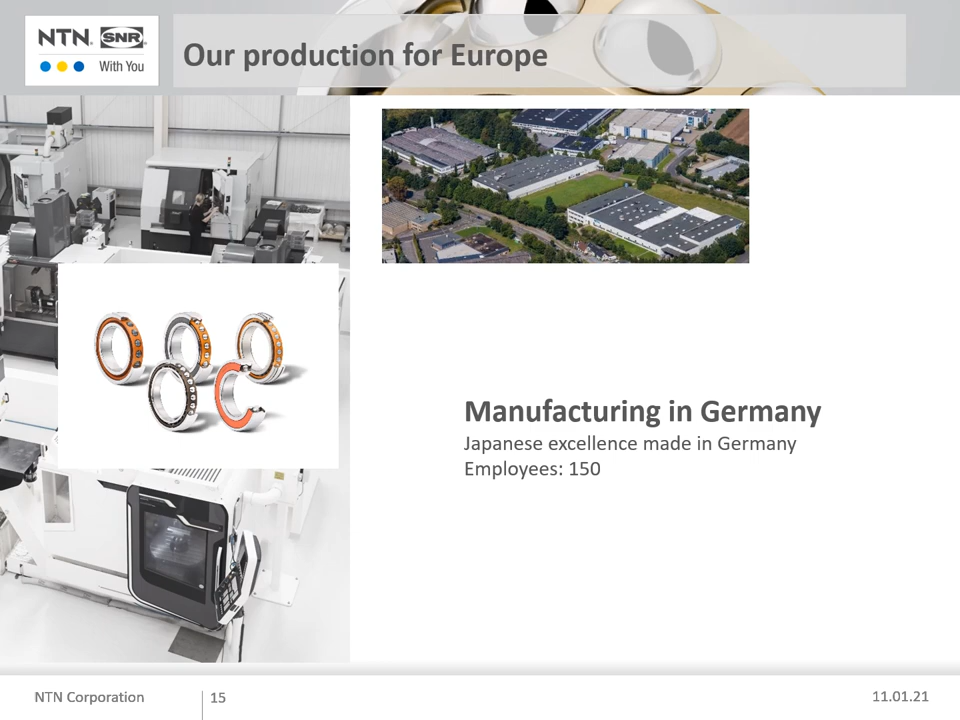 NTN® SNR®
With You
Our production for Europe
Manufacturing in Germany
Japanese excellence made in Germany
Employees: 150
NTN Corporation
15
11.01.21